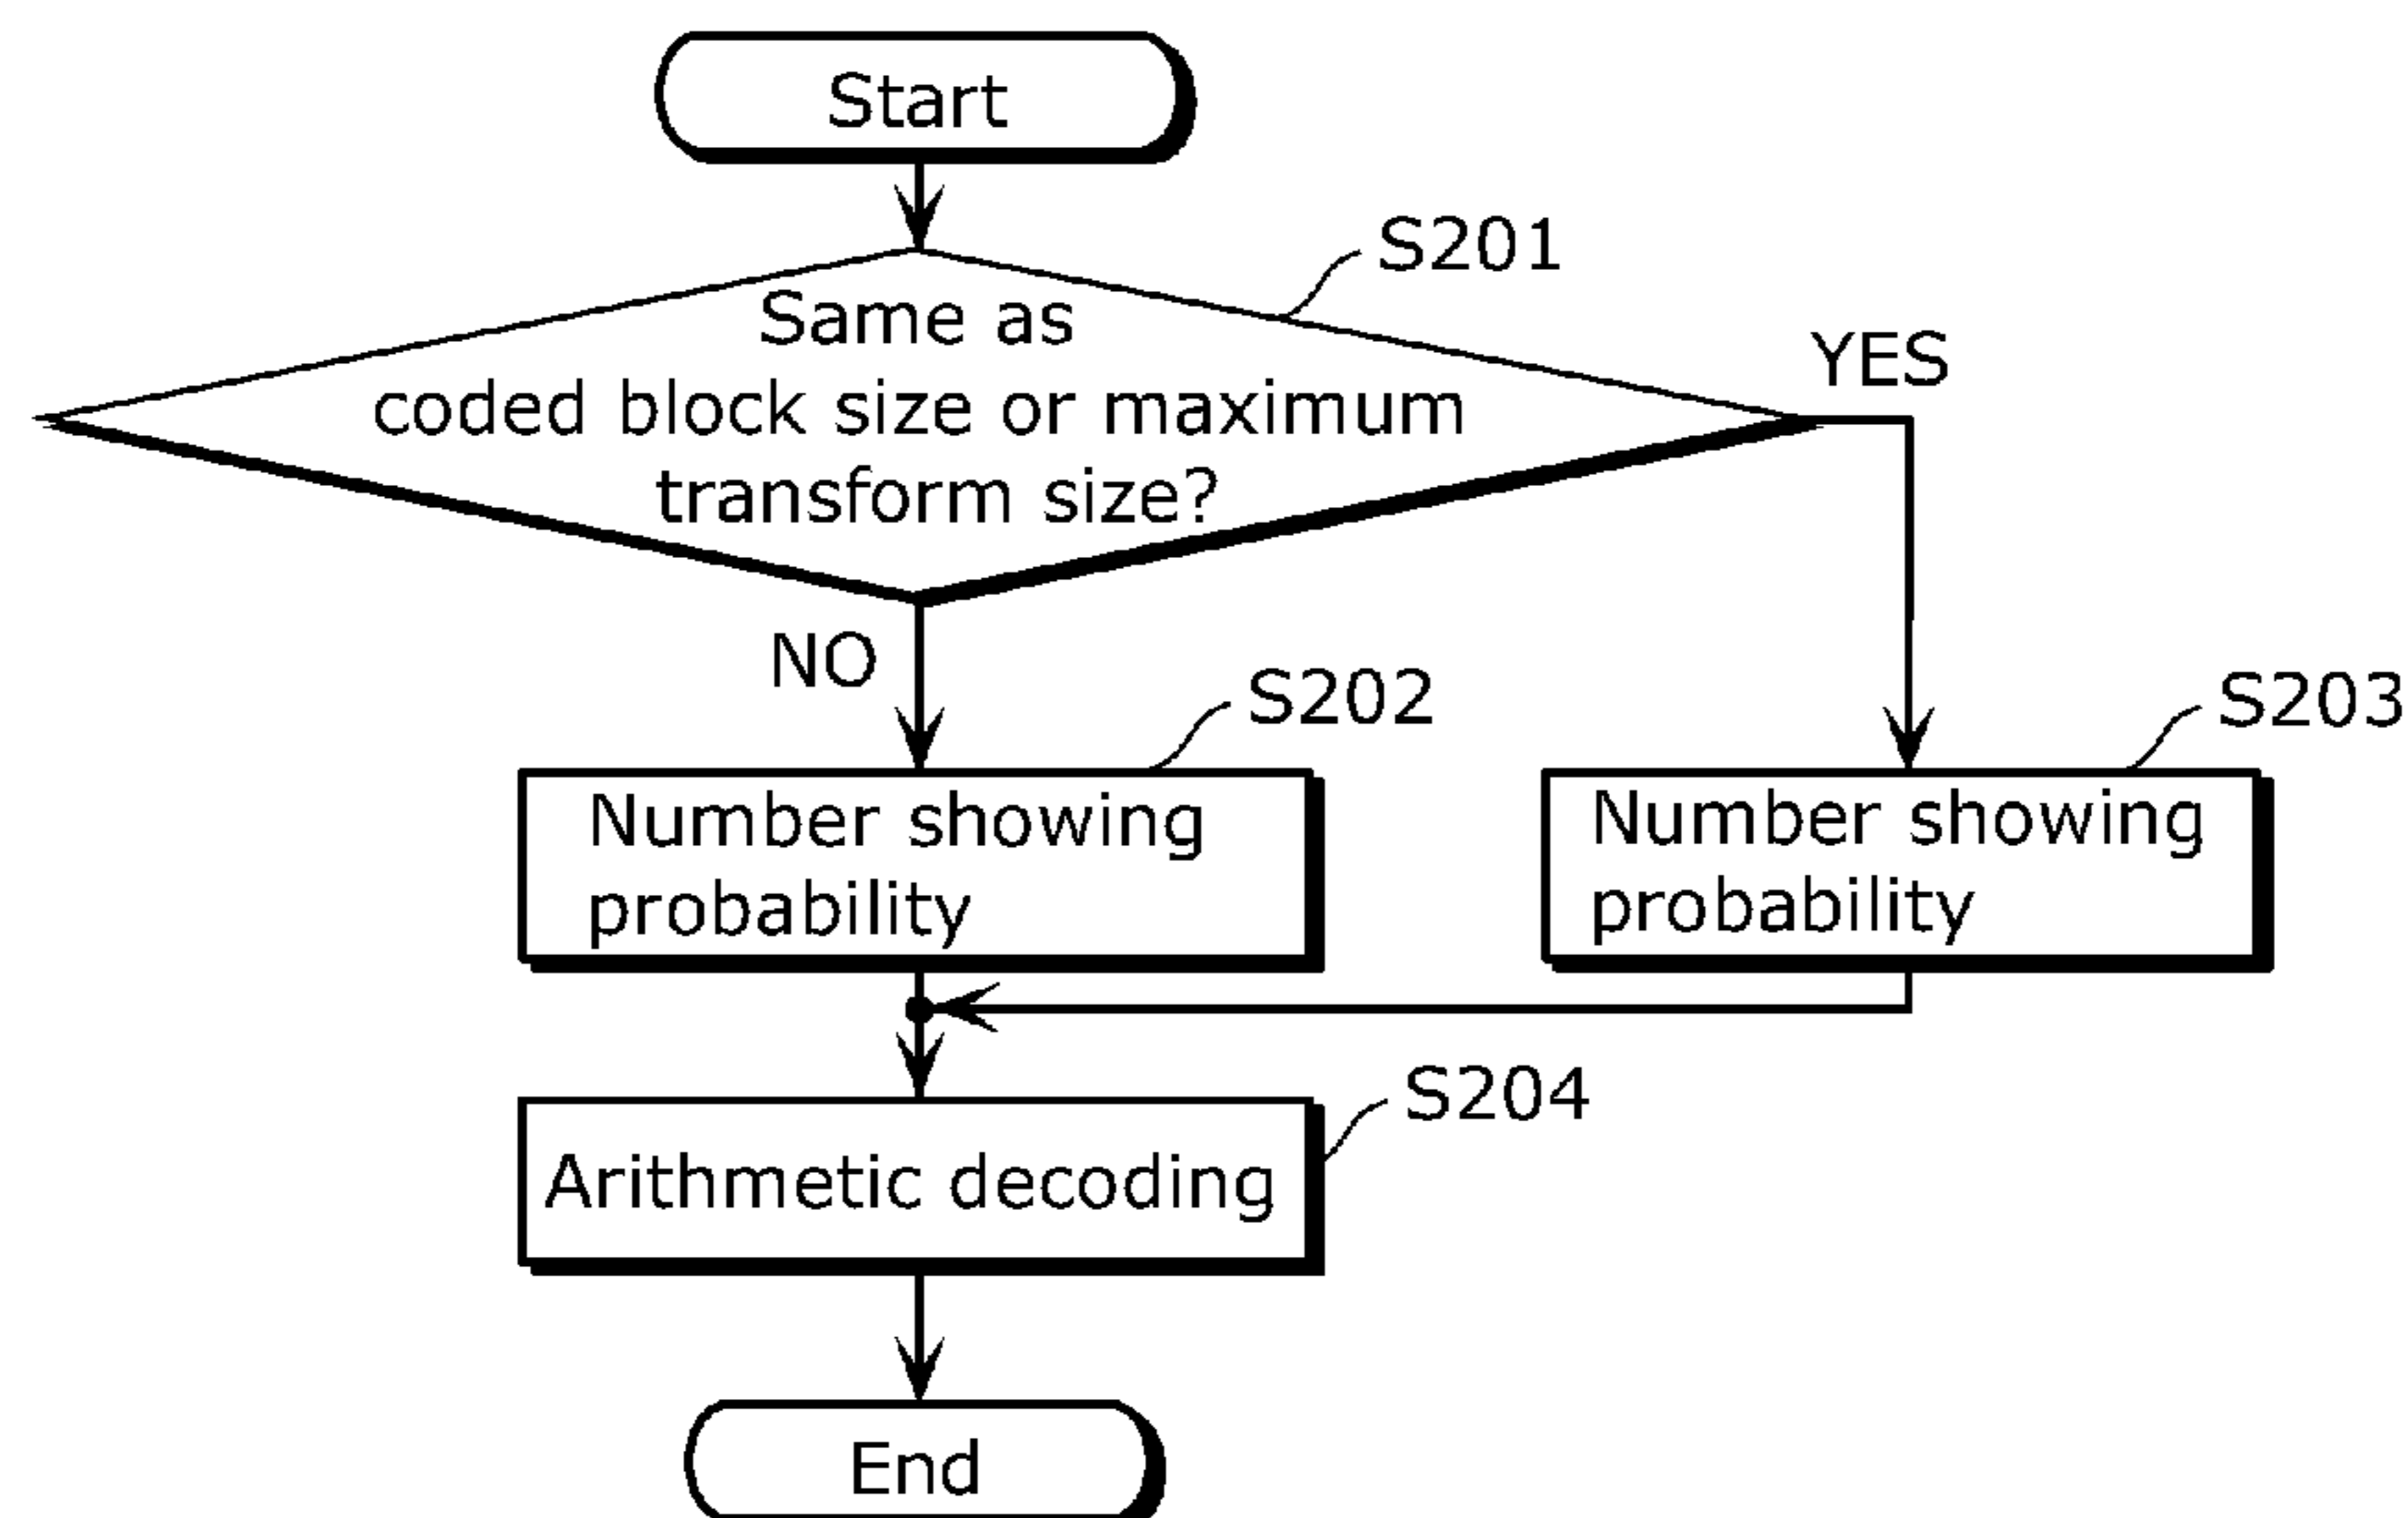 Start
S201
Same as
coded block size or maximum
transform size?
YES
NO
S202
S203
Number showing
probability
Number showing
probability
S204
Arithmetic decoding
End